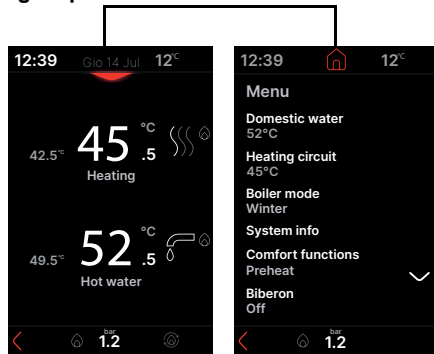 12:39 Gio 14 Jul 12°C
42.5°C 45.5 °C
Heating
49.5°C 52.5 °C
Hot water
bar
1.2
12:39 12°C
Menu
Domestic water
52°C
Heating circuit
45°C
Boiler mode
Winter
System info
Comfort functions
Preheat
Biberon
Off
bar
1.2